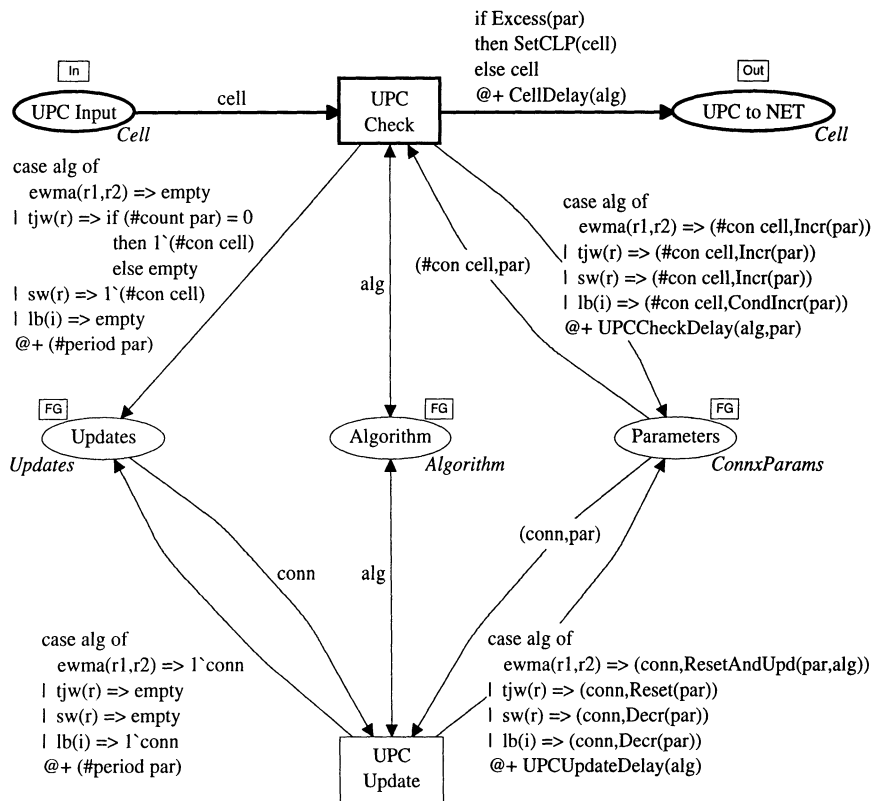 if Excess(par)
then SetCLP(cell)
else cell
@+ CellDelay(alg)
In
Out
UPC Input
cell
UPC
Check
UPC to NET
Cell
Cell
case alg of
ewma(r1,r2) => empty
| tjw(r) => if (#count par) = 0
then 1`(#con cell)
else empty
| sw(r) => 1`(#con cell)
| lb(i) => empty
@+ (#period par)
alg
(#con cell,par)
case alg of
ewma(r1,r2) => (#con cell,Incr(par))
| tjw(r) => (#con cell,Incr(par))
| sw(r) => (#con cell,Incr(par))
| lb(i) => (#con cell,CondIncr(par))
@+ UPCCheckDelay(alg,par)
FG
FG
FG
Updates
Algorithm
Parameters
Updates
Algorithm
ConnxParams
conn
alg
(conn,par)
case alg of
ewma(r1,r2) => 1`conn
| tjw(r) => empty
| sw(r) => empty
| lb(i) => 1`conn
@+ (#period par)
case alg of
ewma(r1,r2) => (conn,ResetAndUpd(par,alg))
| tjw(r) => (conn,Reset(par))
| sw(r) => (conn,Decr(par))
| lb(i) => (conn,Decr(par))
@+ UPCUpdateDelay(alg)
UPC
Update